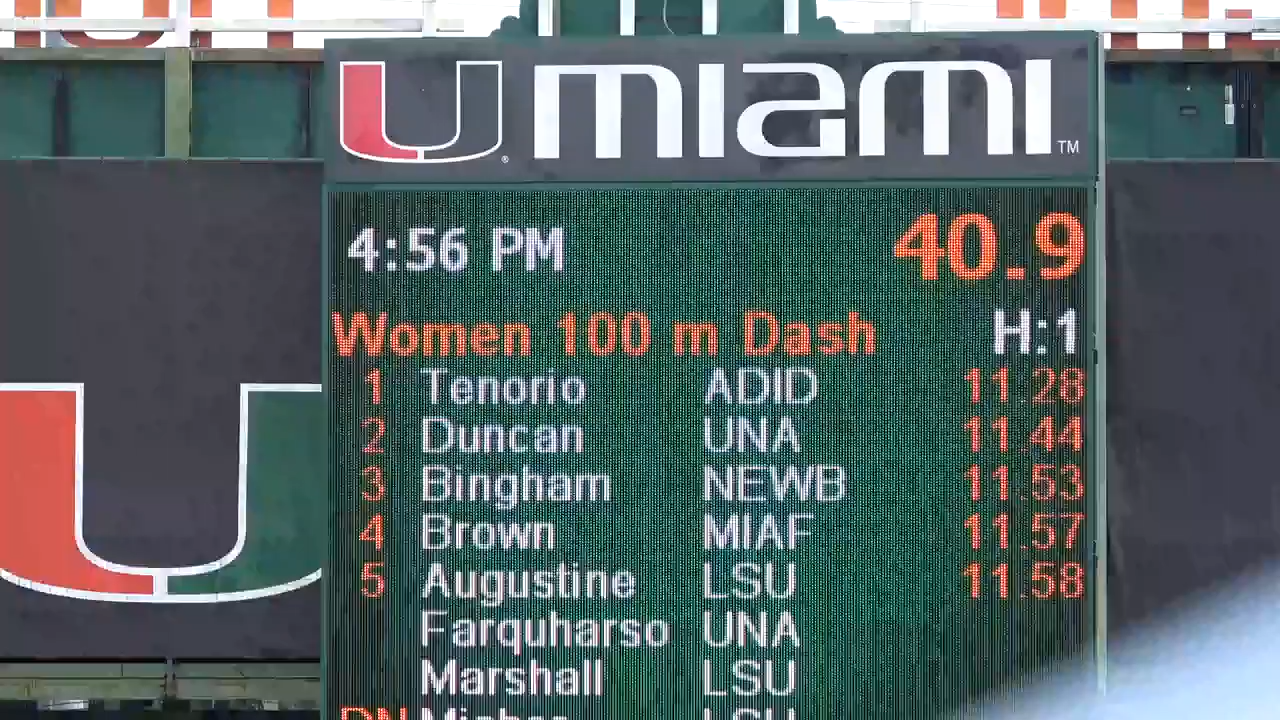 U MIAMI ™
4:56 PM 40.9
Women 100 m Dash H:1
1 Tenorio ADID 11.28
2 Duncan UNA 11.44
3 Bingham NEWB 11.53
4 Brown MIAF 11.57
5 Augustine LSU 11.58
Farquharso UNA
Marshall LSU
DN LSU
U